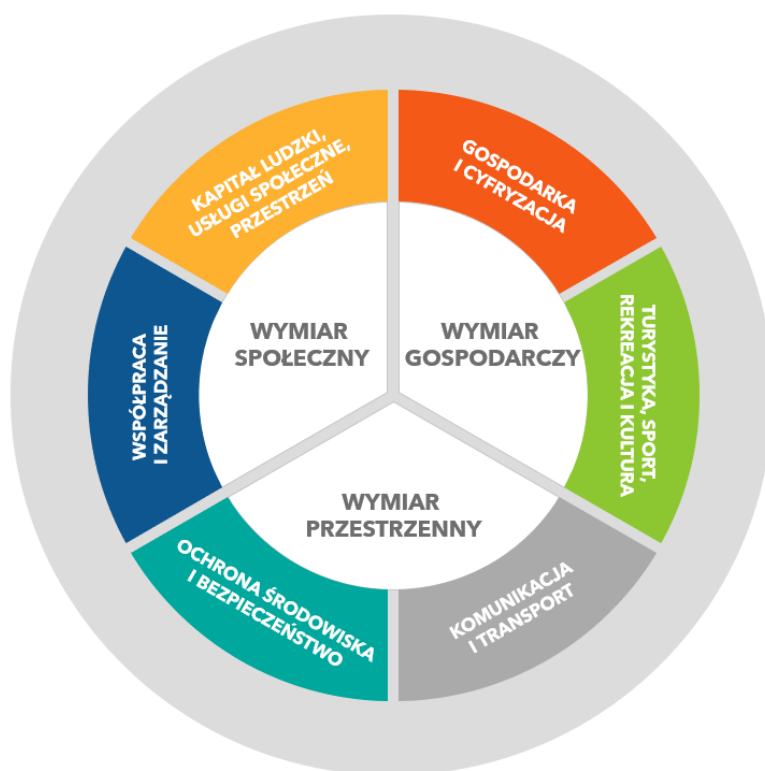 KAPITAŁ LUDZKI,
USŁUGI SPOŁECZNE,
PRZESTRZEŃ
GOSPODARKA
I CYFRYZACJA
TURYSTYKA, SPORT,
REKREACJA I KULTURA
KOMUNIKACJA
I TRANSPORT
OCHRONA ŚRODOWISKA
I BEZPIECZEŃSTWO
WSPÓŁPRACA
I ZARZĄDZANIE
WYMIAR
SPOŁECZNY
WYMIAR
GOSPODARCZY
WYMIAR
PRZESTRZENNY